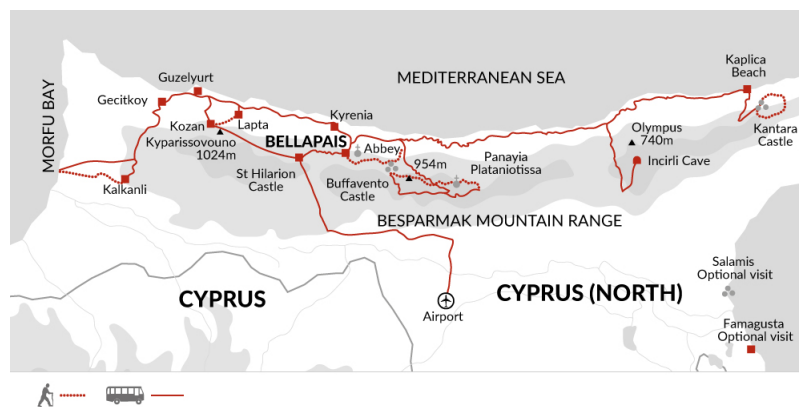 Kaplica
Beach
MEDITERRANEAN SEA
Guzelyurt
Gecitkoy
MORFU BAY
Kyrenia
Kozan
Lapta
Kyparissovouno
1024m
BELLAPAIS
Abbey
Olympus
740m
Kantara
Castle
Panayia
Plataniotissa
954m
Incirli Cave
St Hilarion
Castle
Buffavento
Castle
Kalkanli
BESPARMAK MOUNTAIN RANGE
Salamis
Optional visit
CYPRUS
CYPRUS (NORTH)
Airport
Famagusta
Optional visit